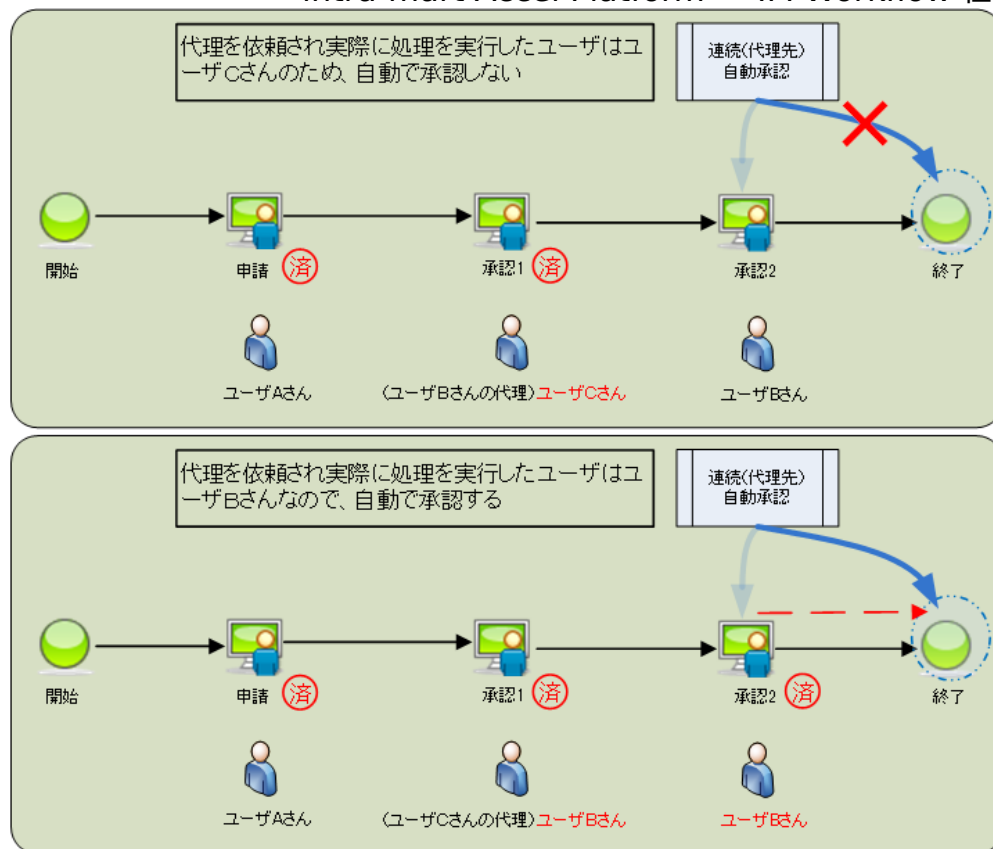 代理を依頼され実際に処理を実行したユーザはユ
ーザCさんのため、自動で承認しない
連続(代理先)
自動承認
開始
申請
済
承認1
済
承認2
終了
ユーザAさん
(ユーザBさんの代理)ユーザCさん
ユーザBさん
代理を依頼され実際に処理を実行したユーザはユ
ーザBさんなので、自動で承認する
連続(代理先)
自動承認
開始
申請
済
承認1
済
承認2
済
終了
ユーザAさん
(ユーザCさんの代理)ユーザBさん
ユーザBさん